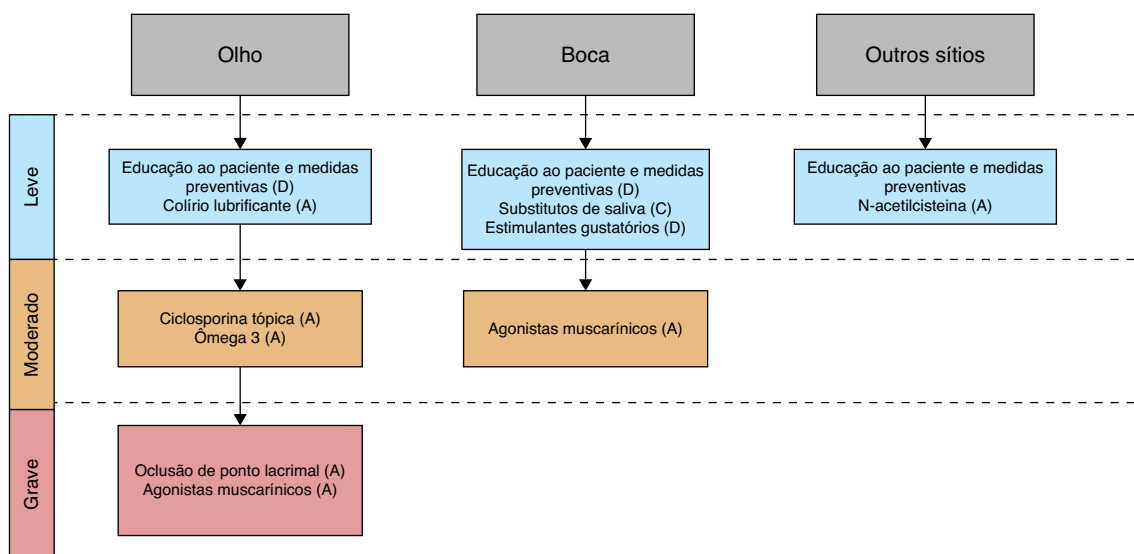 Olho
Boca
Outros sítios
Leve
Educação ao paciente e medidas
preventivas (D)
Colírio lubrificante (A)
Educação ao paciente e medidas
preventivas (D)
Substitutos de saliva (C)
Estimulantes gustatórios (D)
Educação ao paciente e medidas
preventivas
N-acetilcisteina (A)
Moderado
Ciclosporina tópica (A)
Ômega 3 (A)
Agonistas muscarínicos (A)
Grave
Oclusão de ponto lacrimal (A)
Agonistas muscarínicos (A)